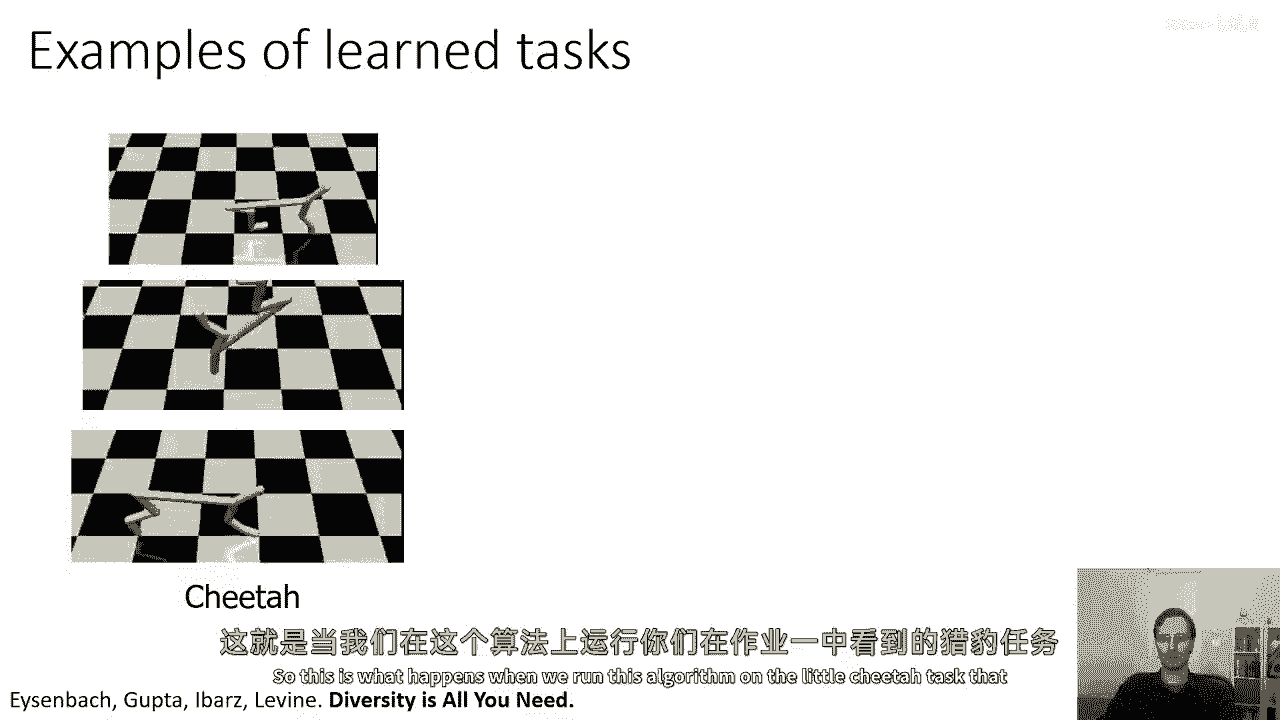 Examples of learned tasks
Cheetah
这就是当我们在这个算法上运行你们在作业一中看到的猎豹任务
So this is what happens when we run this algorithm on the little cheetah task that
Eysenbach, Gupta, Ibarz, Levine. Diversity is All You Need.